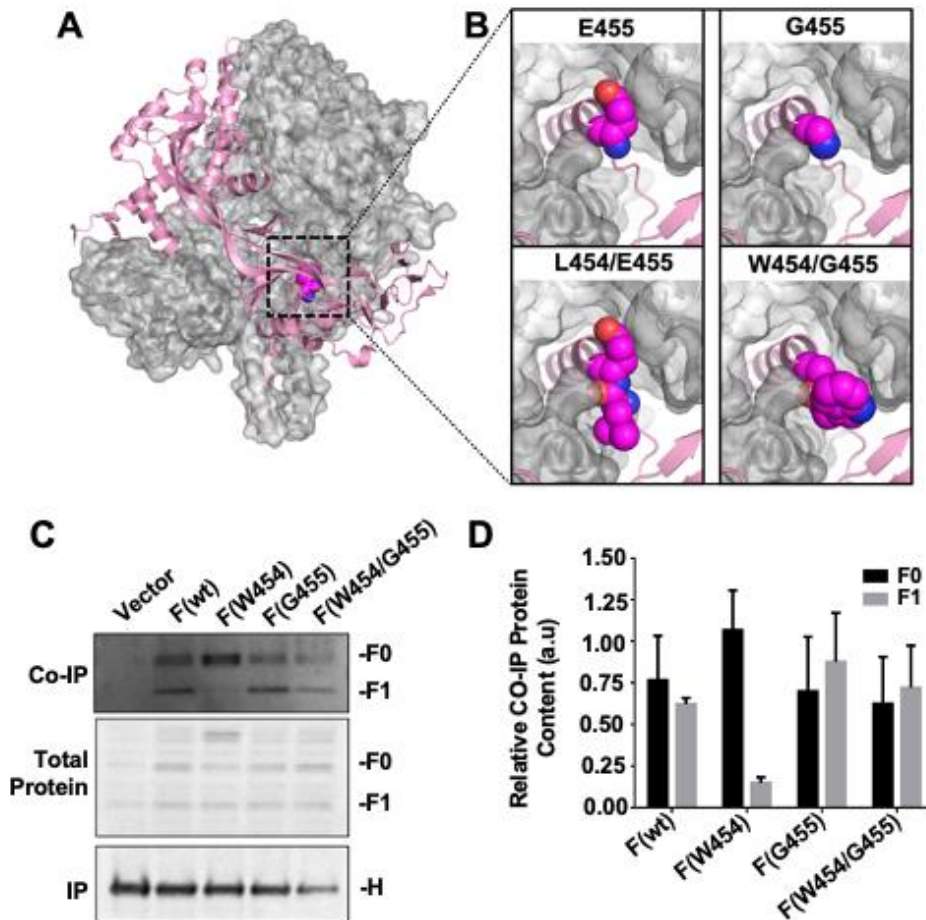 A
B
E455
G455
L454/E455
W454/G455
C
Vector
F(wt)
F(W454)
F(G455)
F(W454/G455)
Co-IP
-F0
-F1
Total
Protein
-F0
-F1
IP
-H
D
Relative CO-IP Protein
Content (a.u)
1.50
1.25
1.00
0.75
0.50
0.25
0.00
F0
F1
F(wt)
F(W454)
F(G455)
F(W454/G455)